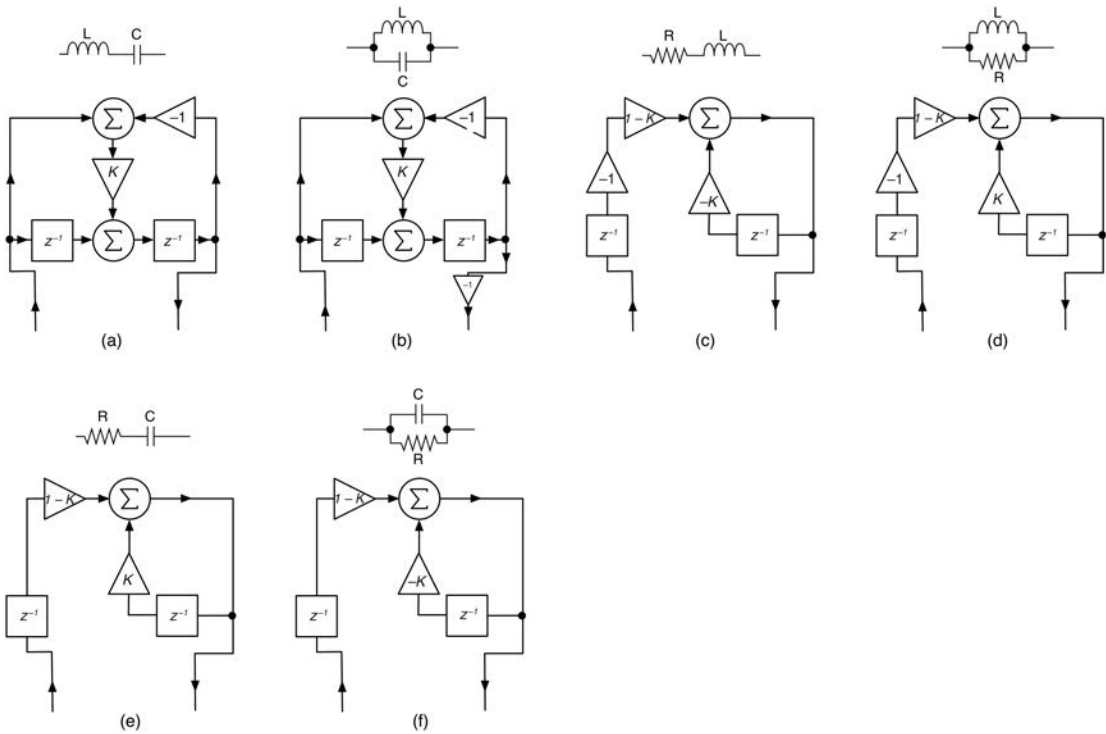 L C
L
C
R L
L
R
Σ -1
K
z⁻¹ Σ z⁻¹
(a)
Σ -1
K
z⁻¹ Σ z⁻¹
-1
(b)
1 – K Σ
–1 –K
z⁻¹ z⁻¹
(c)
1 – K Σ
–1 K
z⁻¹ z⁻¹
(d)
R C
C
R
1 – K Σ
K
z⁻¹ z⁻¹
(e)
1 – K Σ
–K
z⁻¹ z⁻¹
(f)